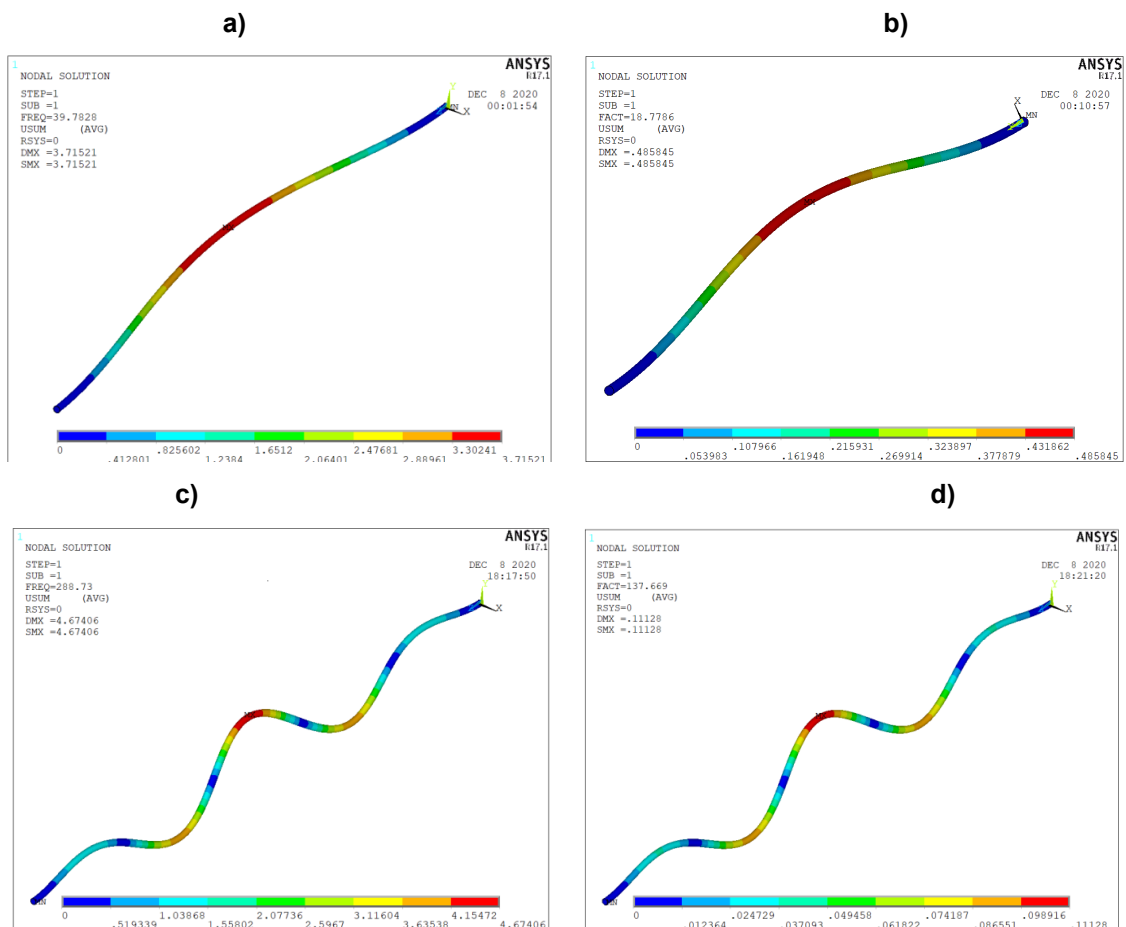 a)
1
NODAL SOLUTION
STEP=1
SUB =1
FREQ=39.7828
USUM (AVG)
RSYS=0
DMX =3.71521
SMX =3.71521
ANSYS
R17.1
DEC 8 2020
00:01:54
Y
MN
X
0 .825602 1.6512 2.47681 3.30241
.412801 1.2384 2.06401 2.88961 3.71521
b)
1
NODAL SOLUTION
STEP=1
SUB =1
FACT=18.7786
USUM (AVG)
RSYS=0
DMX =.485845
SMX =.485845
ANSYS
R17.1
DEC 8 2020
00:10:57
X
MN
0 .107966 .215931 .323897 .431862
.053983 .161948 .269914 .377879 .485845
c)
1
NODAL SOLUTION
STEP=1
SUB =1
FREQ=288.73
USUM (AVG)
RSYS=0
DMX =4.67406
SMX =4.67406
ANSYS
R17.1
DEC 8 2020
18:17:50
X
MN
0 1.03868 2.07736 3.11604 4.15472
.519339 1.55802 2.5967 3.63538 4.67406
d)
1
NODAL SOLUTION
STEP=1
SUB =1
FACT=137.669
USUM (AVG)
RSYS=0
DMX =.11128
SMX =.11128
ANSYS
R17.1
DEC 8 2020
18:21:20
X
MN
0 .024729 .049458 .074187 .098916
.012364 .037093 .061822 .086551 .11128